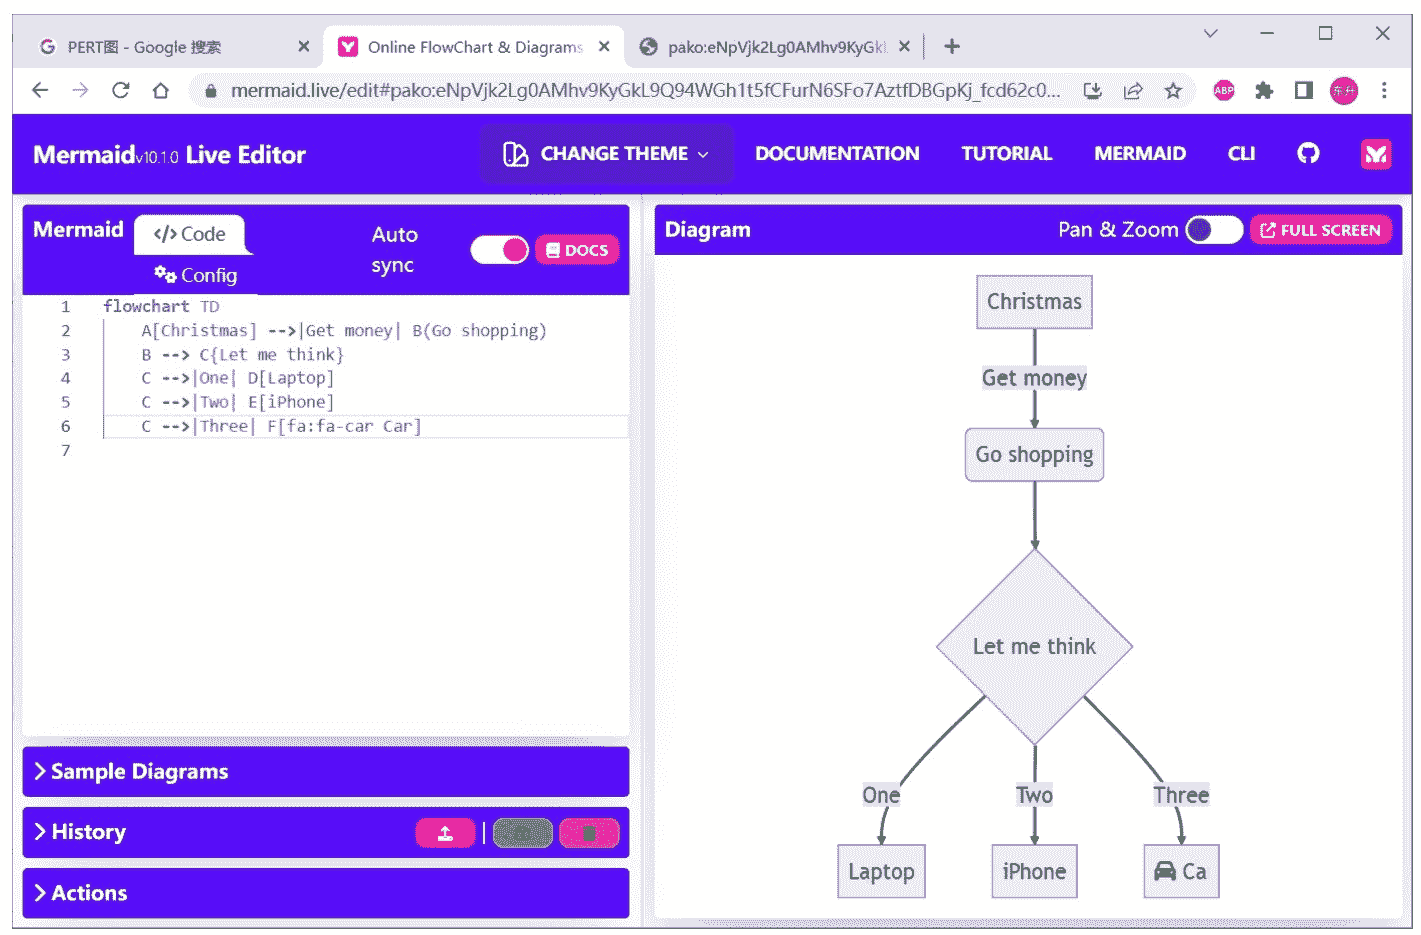 PERT图 - Google 搜索
Online FlowChart & Diagrams
pako:eNpVjk2Lg0AMhv9KyGkl
mermaid.live/edit#pako:eNpVjk2Lg0AMhv9KyGkL9Q94WGh1t5fCFurN6SFo7AztfDBGpKj_fcd62c0...
ABP
Mermaid v10.1.0 Live Editor
CHANGE THEME
DOCUMENTATION
TUTORIAL
MERMAID
CLI
Mermaid
</> Code
Config
Auto
sync
DOCS
1 flowchart TD
2 A[Christmas] -->|Get money| B(Go shopping)
3 B --> C{Let me think}
4 C -->|One| D[Laptop]
5 C -->|Two| E[iPhone]
6 C -->|Three| F[fa:fa-car Car]
7
Sample Diagrams
History
Actions
Diagram
Pan & Zoom
FULL SCREEN
Christmas
Get money
Go shopping
Let me think
One
Two
Three
Laptop
iPhone
Ca